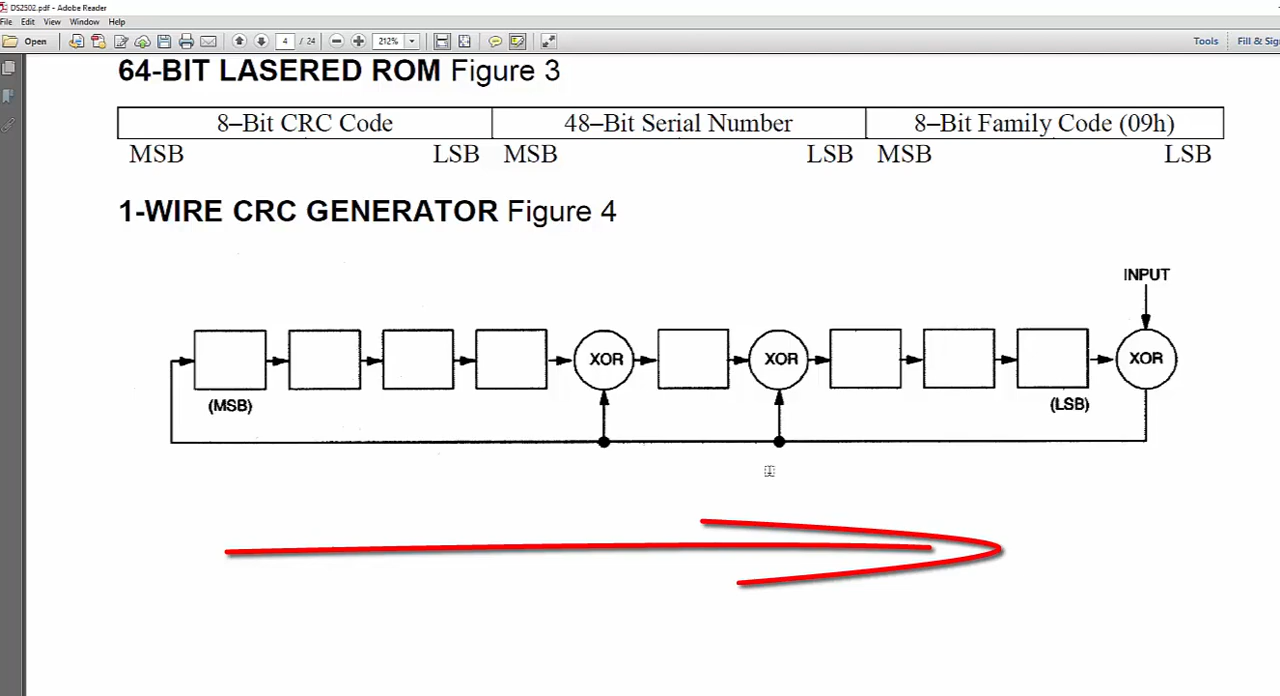 DS2502.pdf - Adobe Reader
File Edit View Window Help
Open 4 / 24 212% Tools Fill & Sig
64-BIT LASERED ROM Figure 3
8–Bit CRC Code 48–Bit Serial Number 8–Bit Family Code (09h)
MSB LSB MSB LSB MSB LSB
1-WIRE CRC GENERATOR Figure 4
INPUT
XOR XOR XOR
(MSB) (LSB)